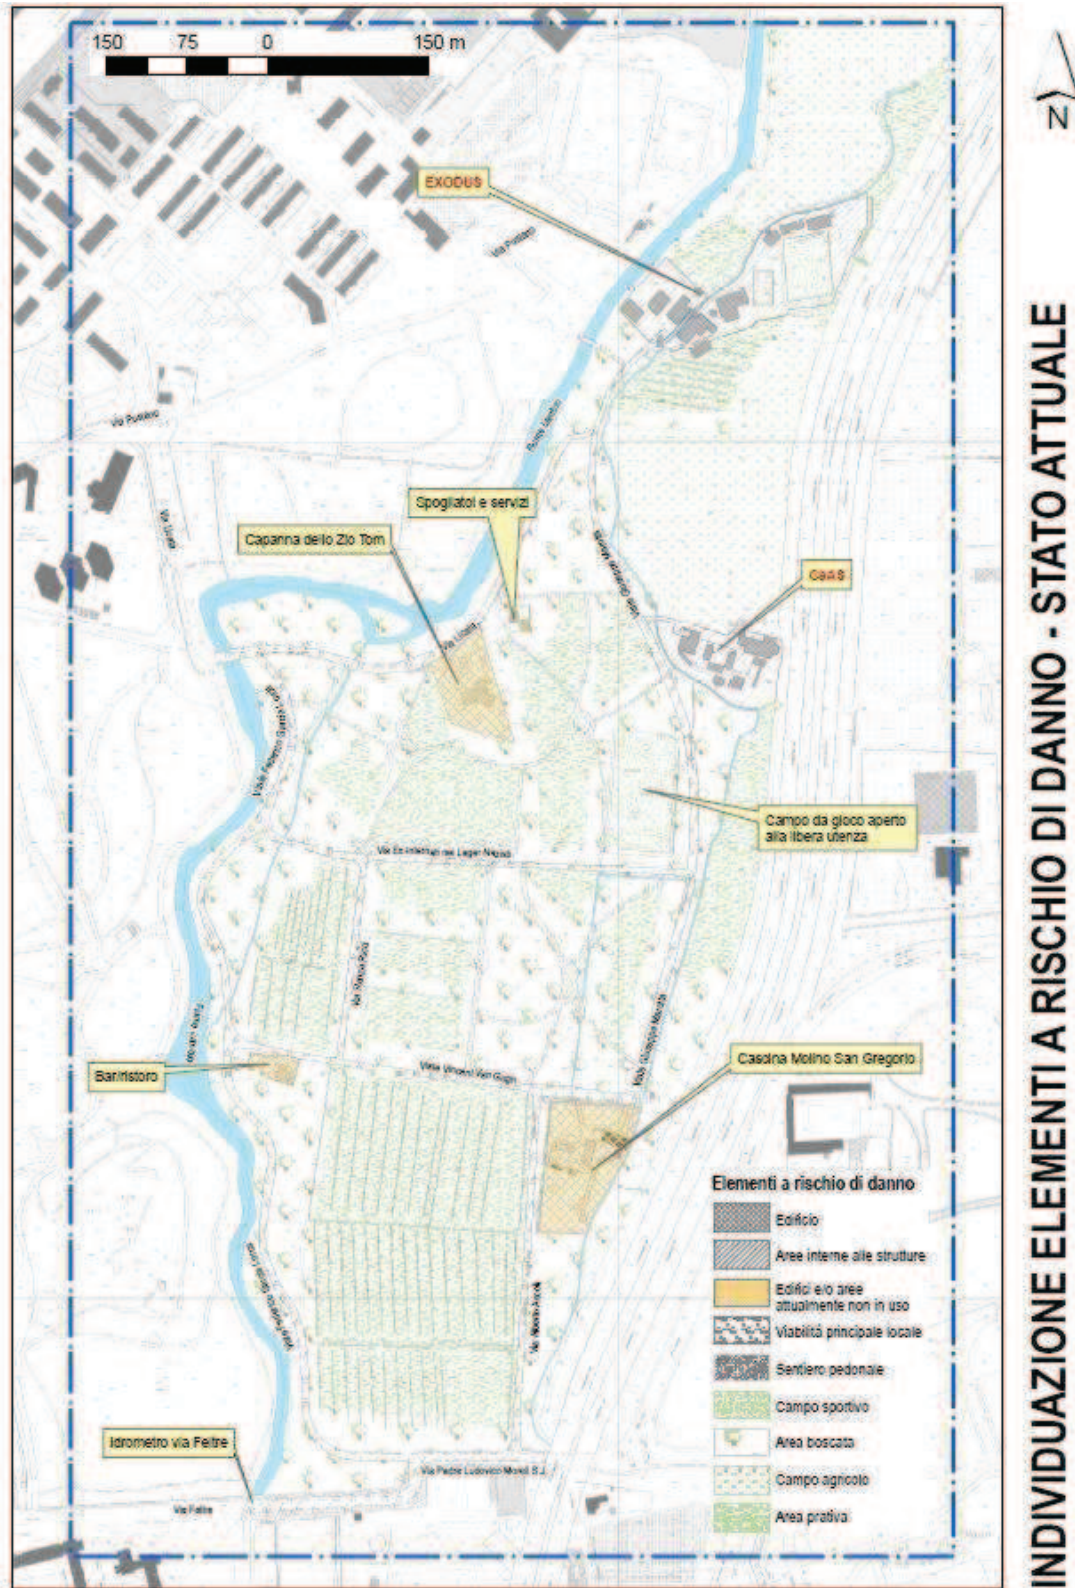 150 75 0 150 m
N
EXODUS
Via Pusiano
Via Pusiano
Fiume Lambro
Spogliatoi e servizi
Capanna dello Zio Tom
Via Licata
CeAS
Campo da gioco aperto
alla libera utenza
Via Ex Internati nei Lager Nazisti
Viale Vincent Van Gogh
Bar/ristoro
Cascina Molino San Gregorio
Elementi a rischio di danno
Edificio
Aree interne alle strutture
Edifici e/o aree
attualmente non in uso
Viabilità principale locale
Sentiero pedonale
Campo sportivo
Area boscata
Campo agricolo
Area prativa
Idrometro via Feltre
Via Feltre
INDIVIDUAZIONE ELEMENTI A RISCHIO DI DANNO - STATO ATTUALE